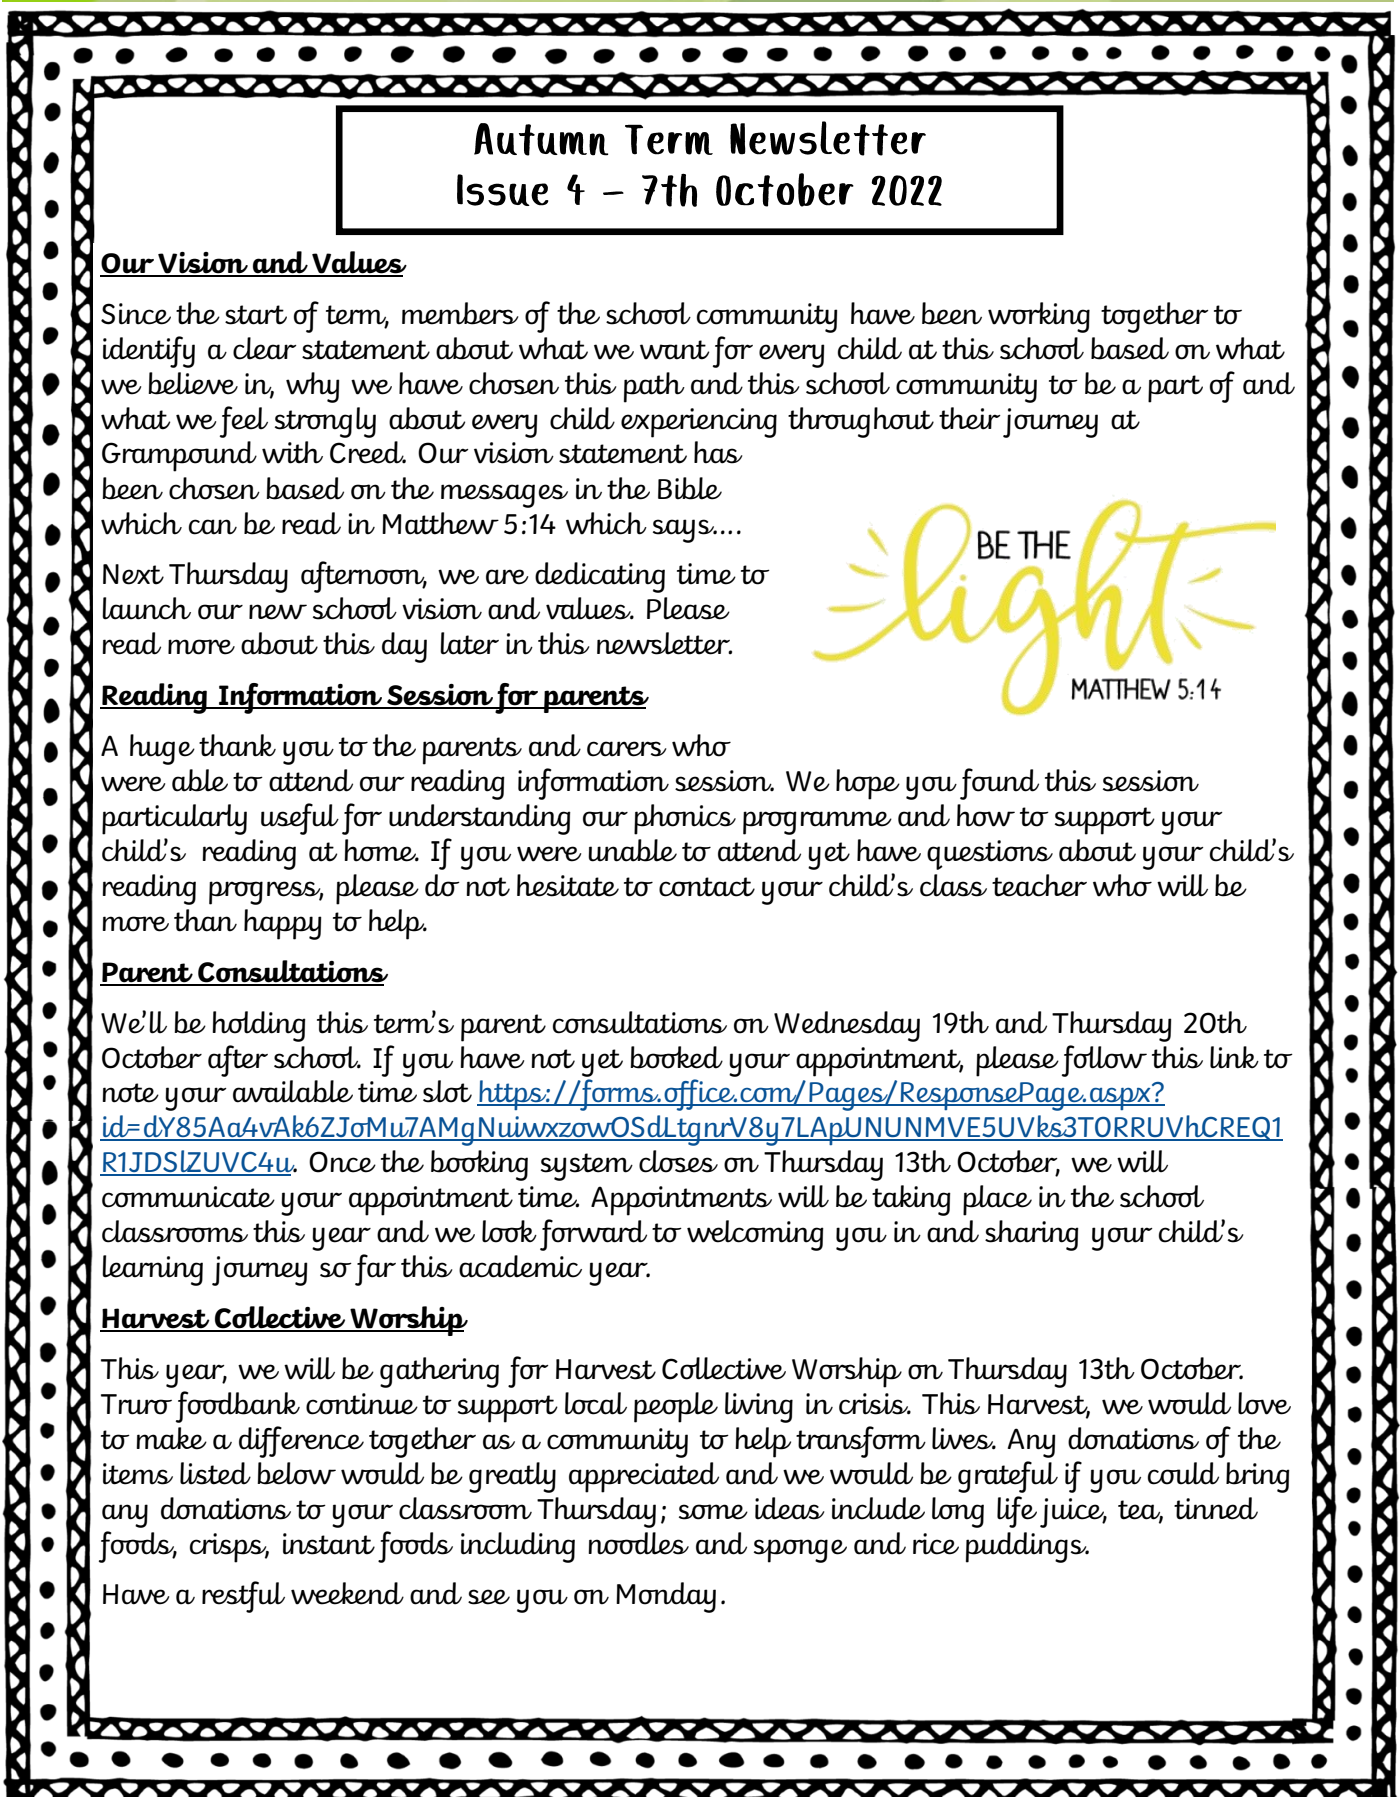 Autumn Term Newsletter
Issue 4 – 7th October 2022
Our Vision and Values
Since the start of term, members of the school community have been working together to
identify a clear statement about what we want for every child at this school based on what
we believe in, why we have chosen this path and this school community to be a part of and
what we feel strongly about every child experiencing throughout their journey at
Grampound with Creed. Our vision statement has
been chosen based on the messages in the Bible
which can be read in Matthew 5:14 which says....
BE THE
light
MATTHEW 5:14
Next Thursday afternoon, we are dedicating time to
launch our new school vision and values. Please
read more about this day later in this newsletter.
Reading Information Session for parents
A huge thank you to the parents and carers who
were able to attend our reading information session. We hope you found this session
particularly useful for understanding our phonics programme and how to support your
child’s  reading at home. If you were unable to attend yet have questions about your child’s
reading progress, please do not hesitate to contact your child’s class teacher who will be
more than happy to help.
Parent Consultations
We’ll be holding this term’s parent consultations on Wednesday 19th and Thursday 20th
October after school. If you have not yet booked your appointment, please follow this link to
note your available time slot https://forms.office.com/Pages/ResponsePage.aspx?
id=dY85Aa4vAk6ZJoMu7AMgNuiwxzowOSdLtgnrV8y7LApUNUNMVE5UVks3T0RRUVhCREQ1
R1JDSlZUVC4u. Once the booking system closes on Thursday 13th October, we will
communicate your appointment time. Appointments will be taking place in the school
classrooms this year and we look forward to welcoming you in and sharing your child’s
learning journey so far this academic year.
Harvest Collective Worship
This year, we will be gathering for Harvest Collective Worship on Thursday 13th October.
Truro foodbank continue to support local people living in crisis. This Harvest, we would love
to make a difference together as a community to help transform lives. Any donations of the
items listed below would be greatly appreciated and we would be grateful if you could bring
any donations to your classroom Thursday; some ideas include long life juice, tea, tinned
foods, crisps, instant foods including noodles and sponge and rice puddings.
Have a restful weekend and see you on Monday.